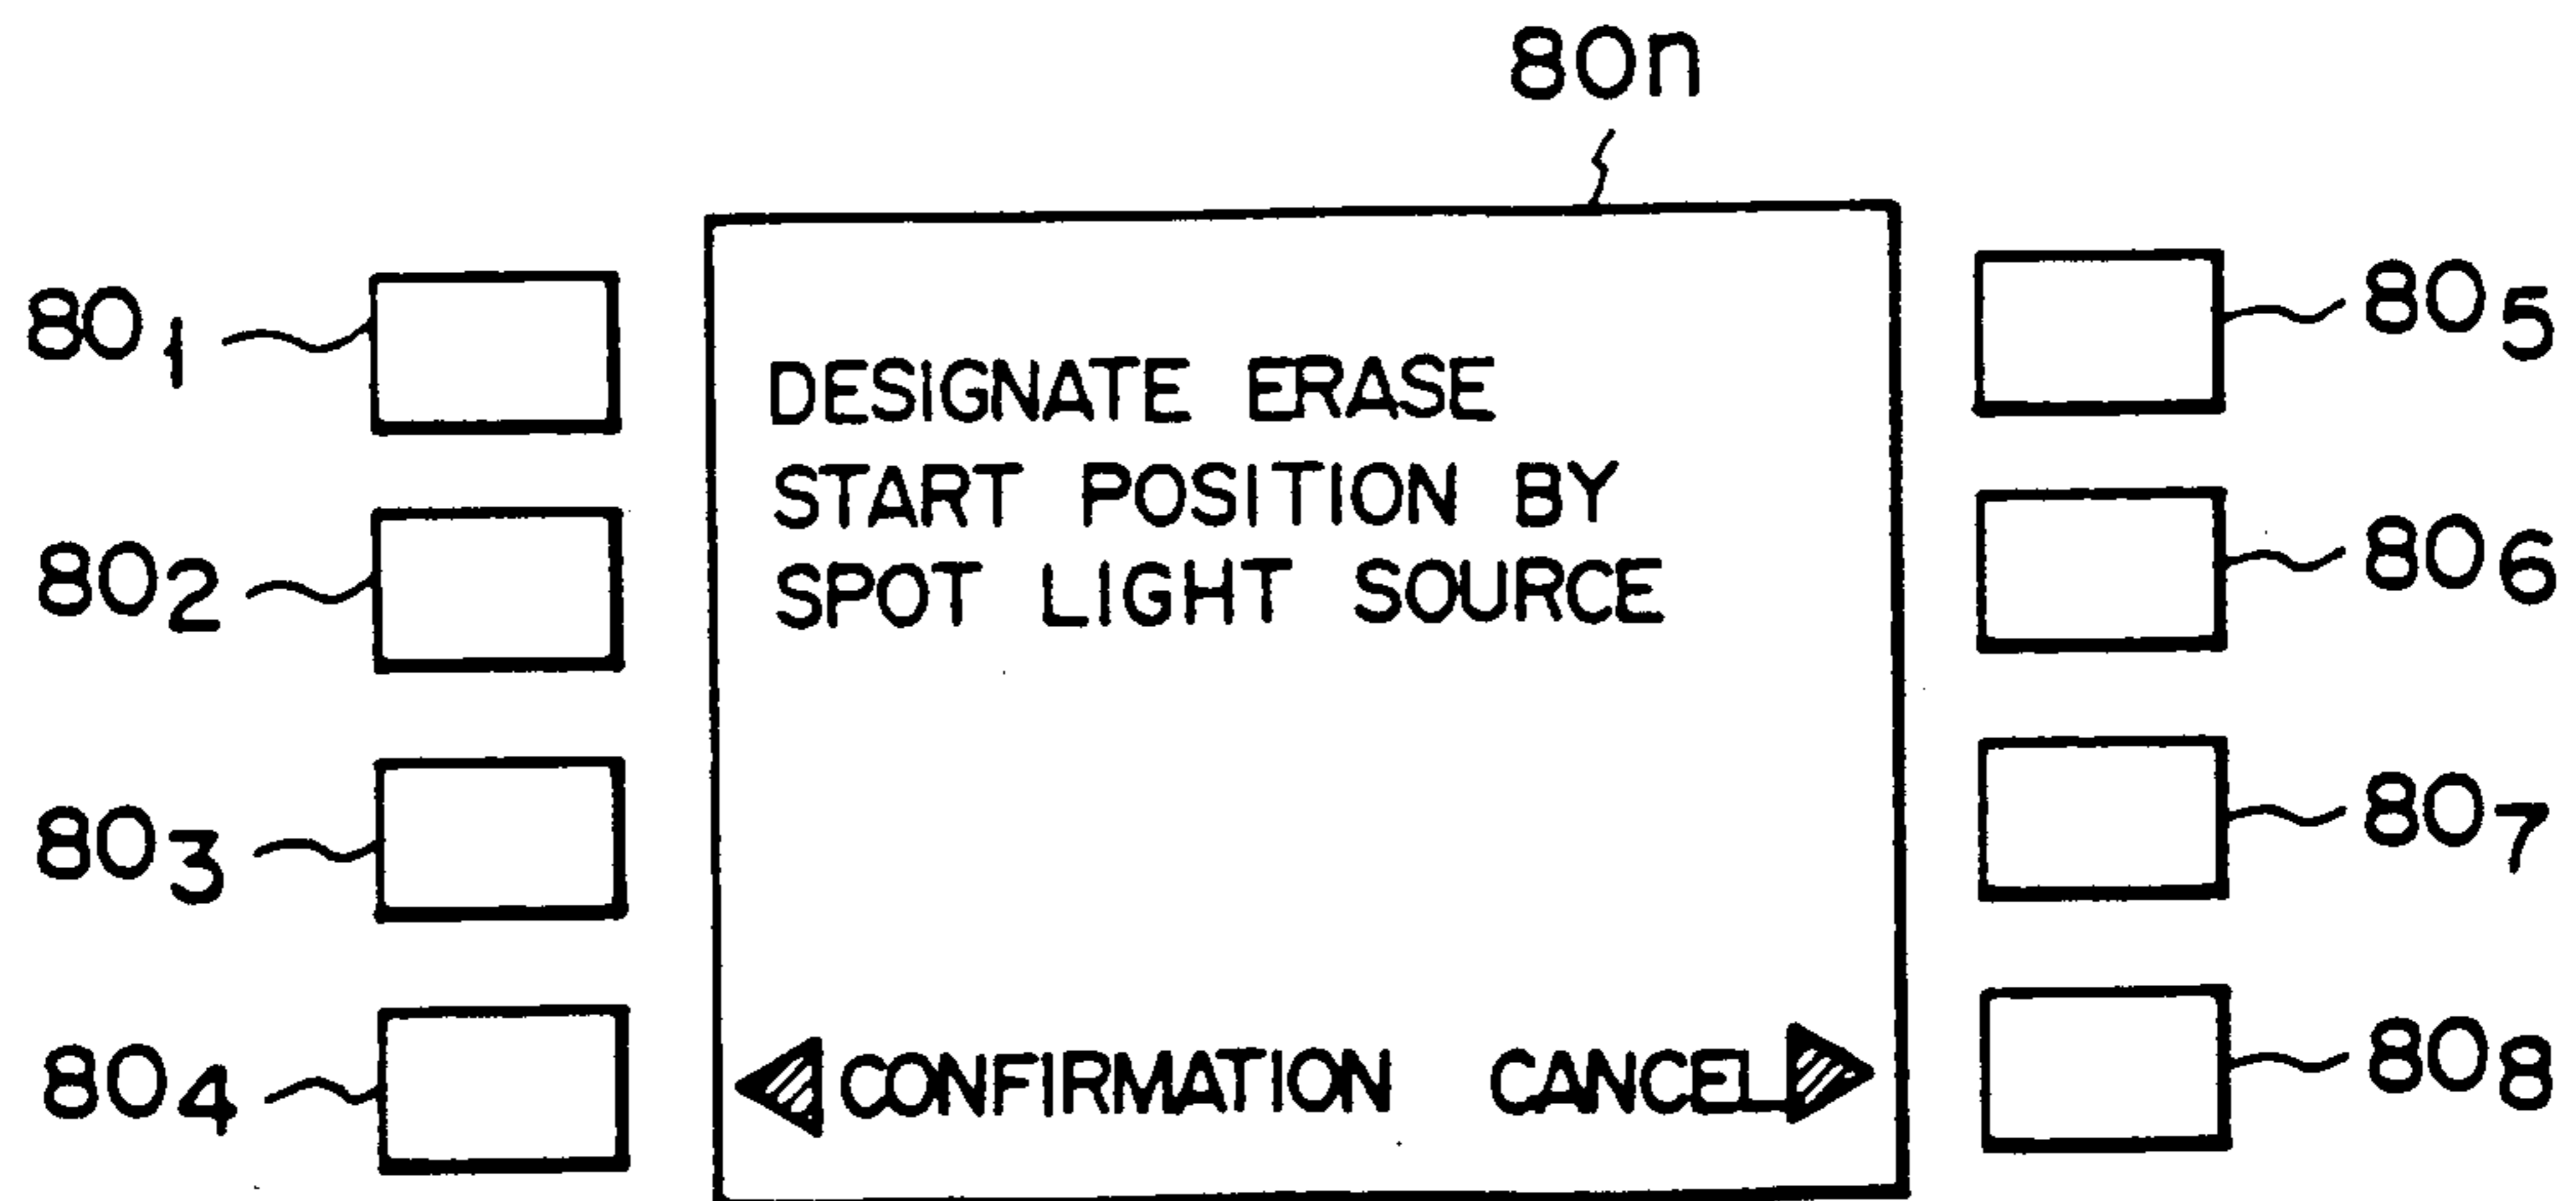 80n
80₁
80₅
DESIGNATE ERASE
START POSITION BY
SPOT LIGHT SOURCE
80₂
80₆
80₃
80₇
80₄
◀ CONFIRMATION CANCEL ▶
80₈